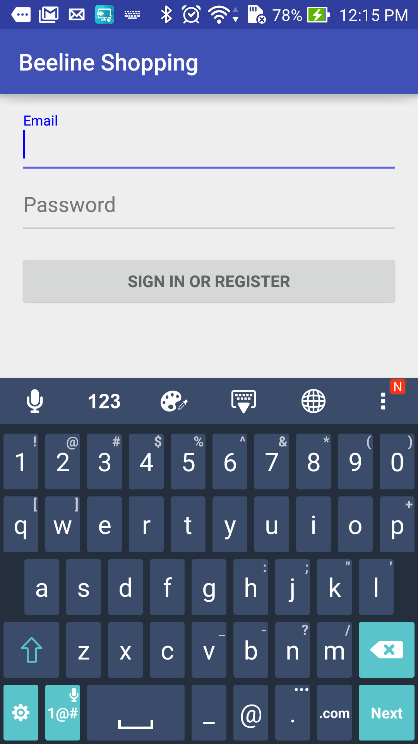 78% 12:15 PM
Beeline Shopping
Email
Password
SIGN IN OR REGISTER
123 N
! @ # $ % ^ & * ( )
1 2 3 4 5 6 7 8 9 0
[ ] +
q w e r t y u i o p
: ; " '
a s d f g h j k l
_ - ? /
z x c v b n m
1@# _ @ . ... .com Next